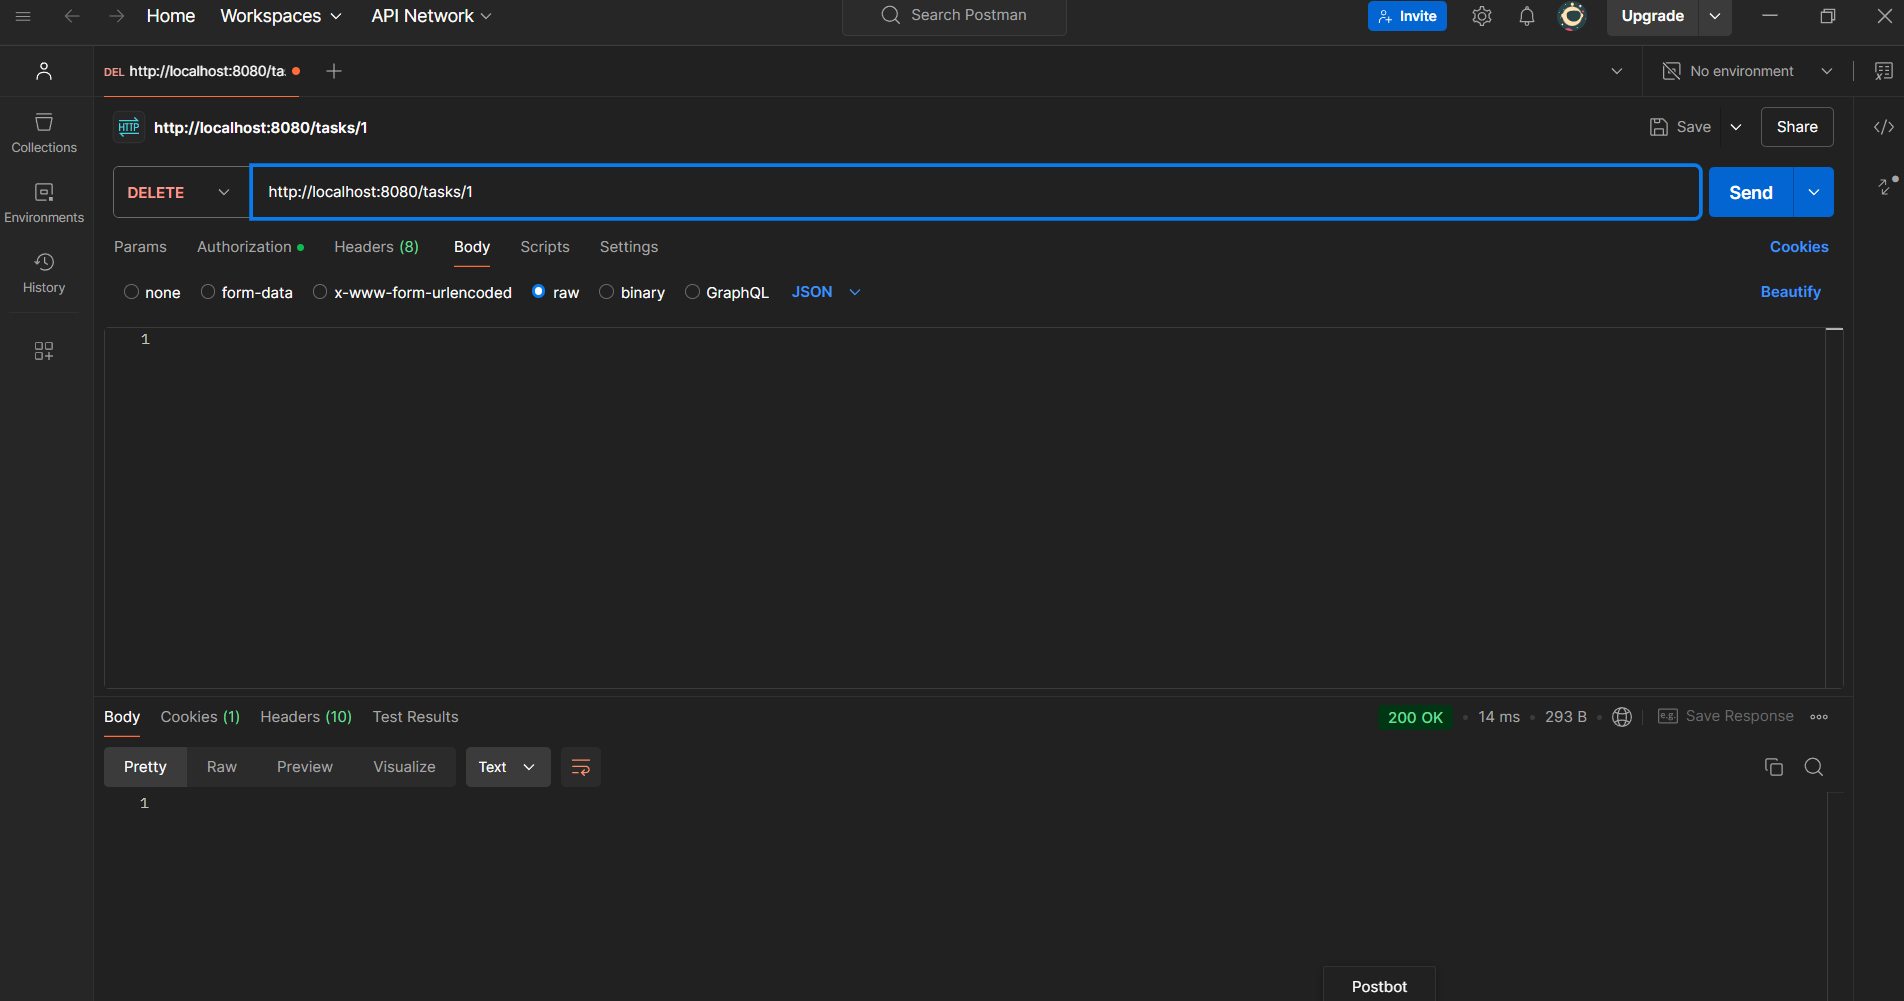 Home Workspaces API Network Search Postman Invite Upgrade
DEL http://localhost:8080/ta No environment
Collections
Environments
History
HTTP http://localhost:8080/tasks/1 Save Share
DELETE http://localhost:8080/tasks/1 Send
Params Authorization Headers (8) Body Scripts Settings Cookies
none form-data x-www-form-urlencoded raw binary GraphQL JSON Beautify
1
Body Cookies (1) Headers (10) Test Results 200 OK 14 ms 293 B e.g. Save Response
Pretty Raw Preview Visualize Text
1
Postbot